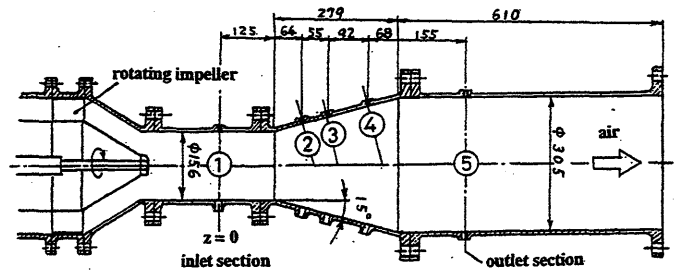 279 610
125 64 55 92 68 155
rotating impeller
② ③ ④
air
φ156 ① ⑤ φ305
15°
z = 0
inlet section outlet section